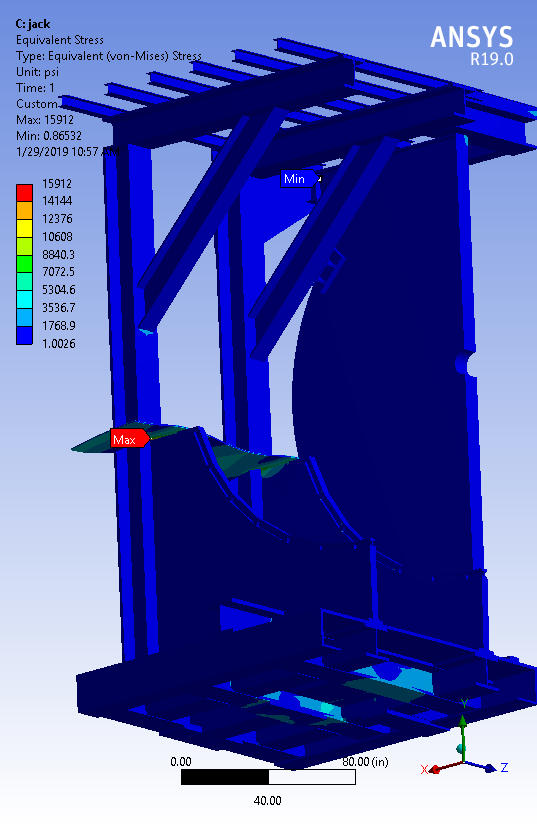 C: jack
Equivalent Stress
Type: Equivalent (von-Mises) Stress
Unit: psi
Time: 1
Custom
Max: 15912
Min: 0.86532
1/29/2019 10:57
ANSYS
R19.0
15912
14144
12376
10608
8840.3
7072.5
5304.6
3536.7
1768.9
1.0026
Min
Max
0.00
80.00 (in)
40.00
Y
X
Z